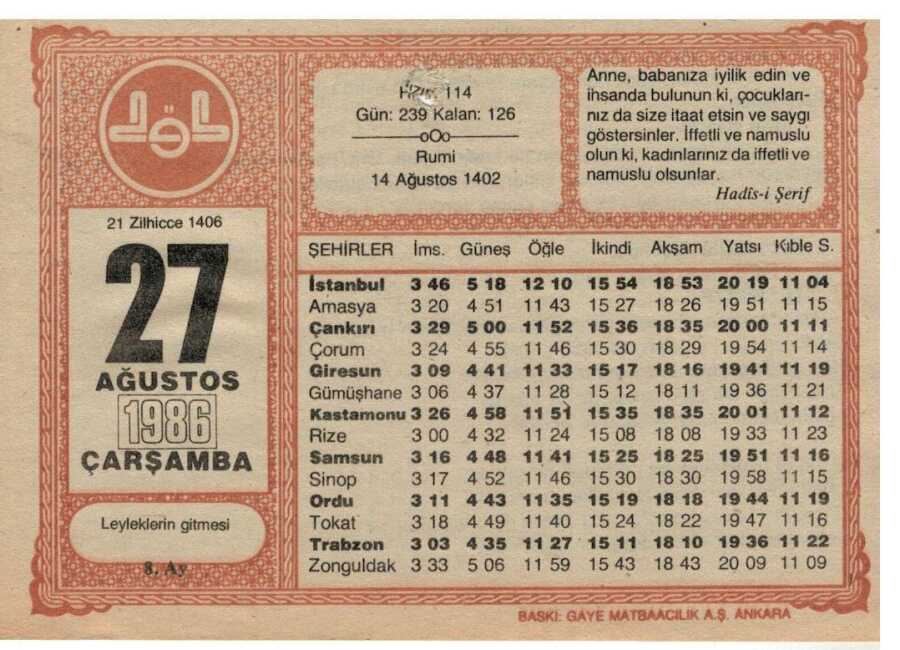 21 Zilhicce 1406
27
AĞUSTOS
1986
ÇARŞAMBA
Leyleklerin gitmesi
8. Ay
Hızır 114
Gün: 239 Kalan: 126
oOo
Rumi
14 Ağustos 1402
Anne, babanıza iyilik edin ve
ihsanda bulunun ki, çocukları-
nız da size itaat etsin ve saygı
göstersinler. İffetli ve namuslu
olun ki, kadınlarınız da iffetli ve
namuslu olsunlar.
Hadîs-i Şerif
ŞEHİRLER İms. Güneş Öğle İkindi Akşam Yatsı Kıble S.
İstanbul 3 46 5 18 12 10 15 54 18 53 20 19 11 04
Amasya 3 20 4 51 11 43 15 27 18 26 19 51 11 15
Çankırı 3 29 5 00 11 52 15 36 18 35 20 00 11 11
Çorum 3 24 4 55 11 46 15 30 18 29 19 54 11 14
Giresun 3 09 4 41 11 33 15 17 18 16 19 41 11 19
Gümüşhane 3 06 4 37 11 28 15 12 18 11 19 36 11 21
Kastamonu 3 26 4 58 11 51 15 35 18 35 20 01 11 12
Rize 3 00 4 32 11 24 15 08 18 08 19 33 11 23
Samsun 3 16 4 48 11 41 15 25 18 25 19 51 11 16
Sinop 3 17 4 52 11 46 15 30 18 30 19 58 11 15
Ordu 3 11 4 43 11 35 15 19 18 18 19 44 11 19
Tokat 3 18 4 49 11 40 15 24 18 22 19 47 11 16
Trabzon 3 03 4 35 11 27 15 11 18 10 19 36 11 22
Zonguldak 3 33 5 06 11 59 15 43 18 43 20 09 11 09
BASKI: GAYE MATBAACILIK A.Ş. ANKARA